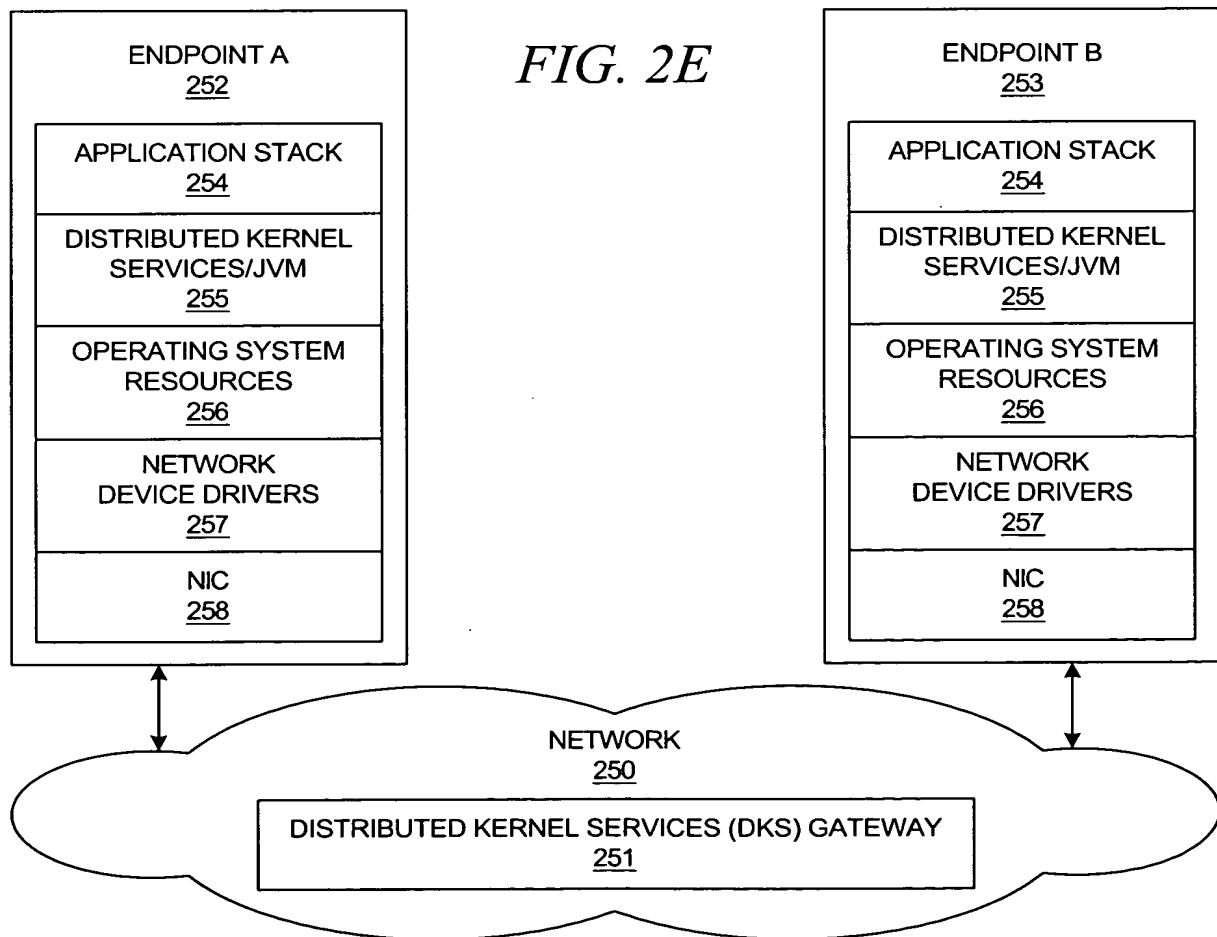 FIG. 2E
ENDPOINT A
252
APPLICATION STACK
254
DISTRIBUTED KERNEL
SERVICES/JVM
255
OPERATING SYSTEM
RESOURCES
256
NETWORK
DEVICE DRIVERS
257
NIC
258
ENDPOINT B
253
APPLICATION STACK
254
DISTRIBUTED KERNEL
SERVICES/JVM
255
OPERATING SYSTEM
RESOURCES
256
NETWORK
DEVICE DRIVERS
257
NIC
258
NETWORK
250
DISTRIBUTED KERNEL SERVICES (DKS) GATEWAY
251